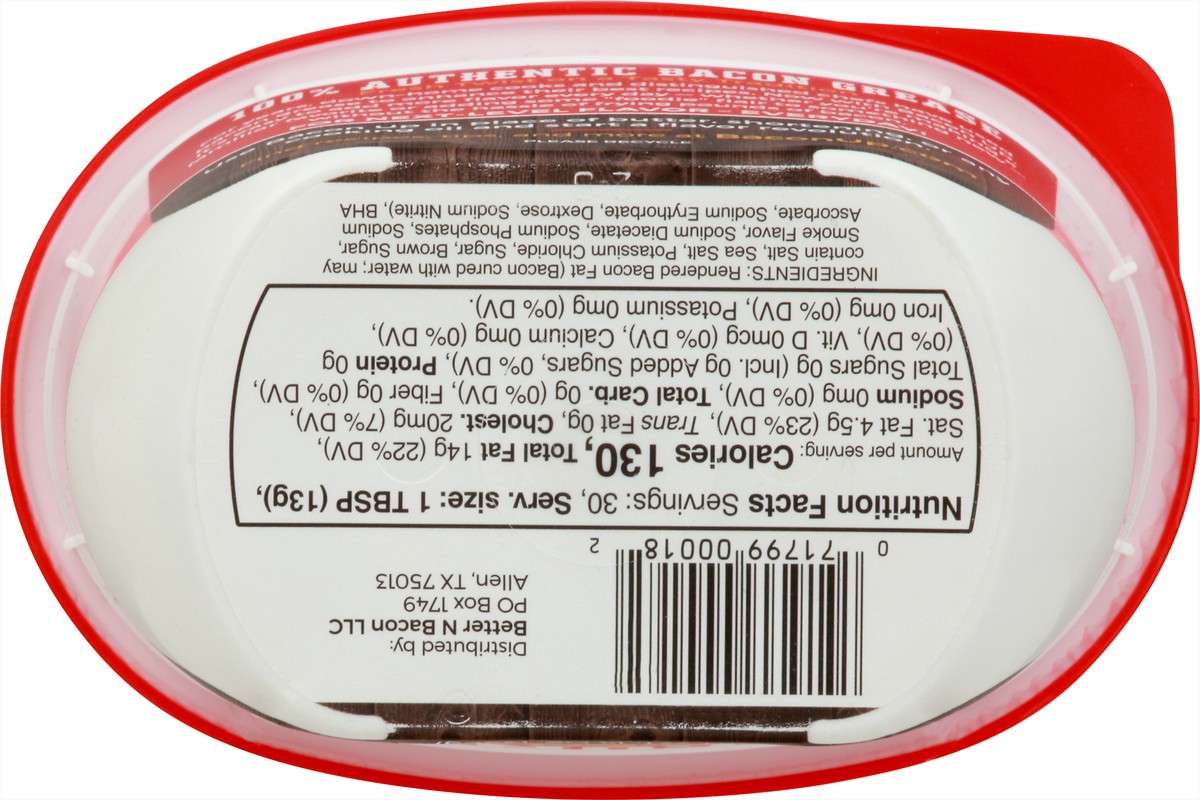 100% AUTHENTIC BACON GREASE
PLEASE RECYCLE
Distributed by:
Better N Bacon LLC
PO Box 1749
Allen, TX 75013
0 71799 00018 2
Nutrition Facts Servings: 30, Serv. size: 1 TBSP (13g),
Amount per serving: Calories 130, Total Fat 14g (22% DV),
Sat. Fat 4.5g (23% DV), Trans Fat 0g, Cholest. 20mg (7% DV),
Sodium 0mg (0% DV), Total Carb. 0g (0% DV), Fiber 0g (0% DV),
Total Sugars 0g (Incl. 0g Added Sugars, 0% DV), Protein 0g
(0% DV), Vit. D 0mcg (0% DV), Calcium 0mg (0% DV),
Iron 0mg (0% DV), Potassium 0mg (0% DV).
INGREDIENTS: Rendered Bacon Fat (Bacon cured with water; may
contain Salt, Sea Salt, Potassium Chloride, Sugar, Brown Sugar,
Smoke Flavor, Sodium Diacetate, Sodium Phosphates, Sodium
Ascorbate, Sodium Erythorbate, Dextrose, Sodium Nitrite), BHA